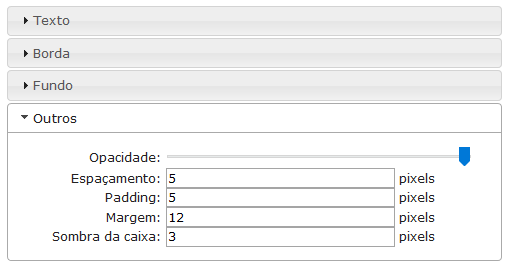 Texto
Borda
Fundo
Outros
Opacidade:
Espaçamento: 5 pixels
Padding: 5 pixels
Margem: 12 pixels
Sombra da caixa: 3 pixels